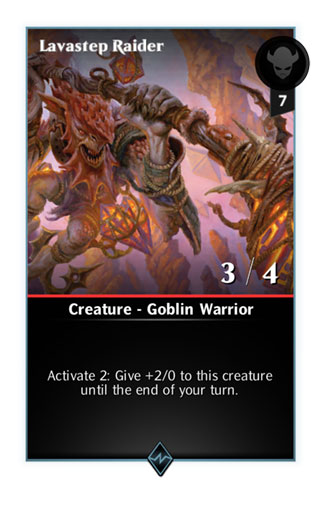 Lavastep Raider
7
3 / 4
Creature - Goblin Warrior
Activate 2: Give +2/0 to this creature
until the end of your turn.